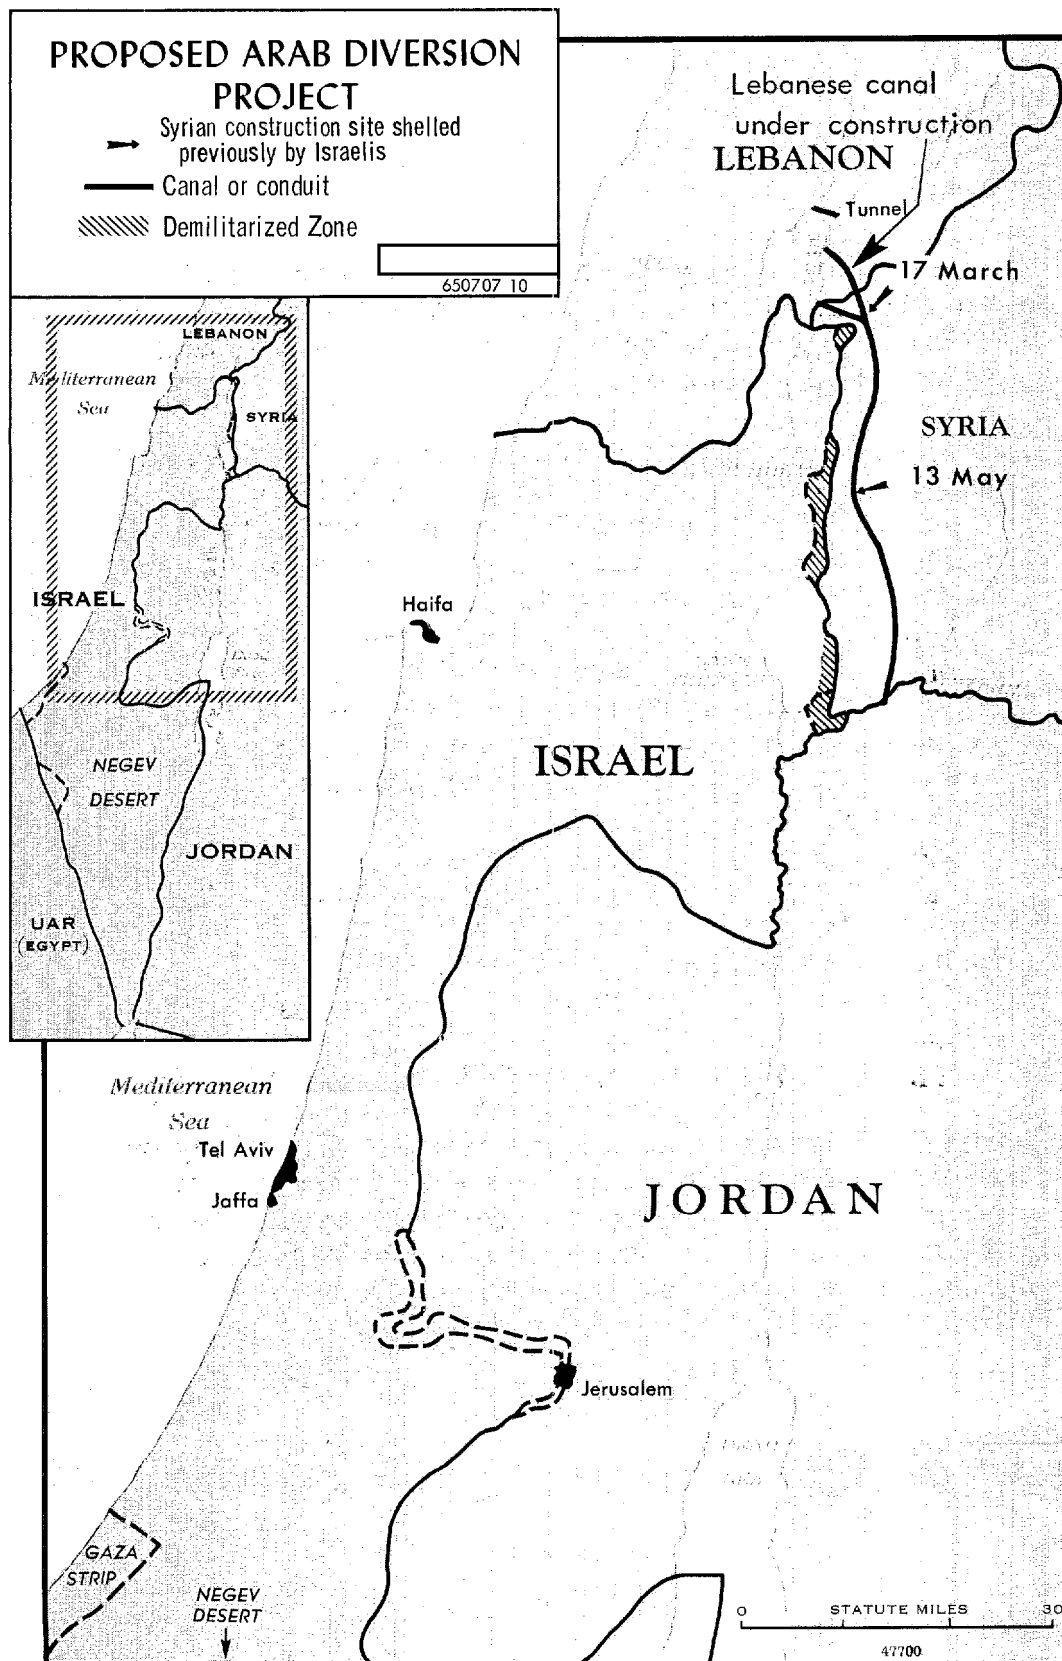 PROPOSED ARAB DIVERSION
PROJECT
Syrian construction site shelled
previously by Israelis
Canal or conduit
Demilitarized Zone
650707 10
LEBANON
Mediterranean
Sea
SYRIA
ISRAEL
NEGEV
DESERT
JORDAN
UAR
(EGYPT)
Lebanese canal
under construction
LEBANON
Tunnel
17 March
SYRIA
13 May
Haifa
ISRAEL
Mediterranean
Sea
Tel Aviv
Jaffa
JORDAN
Jerusalem
GAZA
STRIP
NEGEV
DESERT
0 STATUTE MILES 30
47700